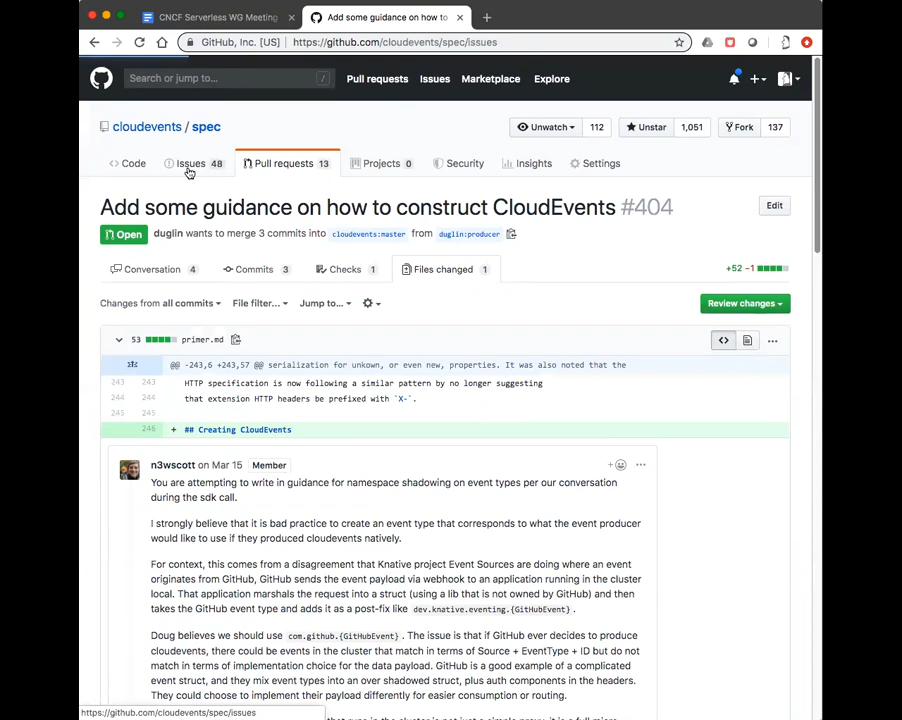 CNCF Serverless WG Meeting
Add some guidance on how to
GitHub, Inc. [US]
https://github.com/cloudevents/spec/issues
Search or jump to...
/
Pull requests
Issues
Marketplace
Explore
cloudevents / spec
Unwatch
112
Unstar
1,051
Fork
137
Code
Issues 48
Pull requests 13
Projects 0
Security
Insights
Settings
Add some guidance on how to construct CloudEvents #404
Edit
Open
duglin wants to merge 3 commits into cloudevents:master from duglin:producer
Conversation 4
Commits 3
Checks 1
Files changed 1
+52 −1
Changes from all commits
File filter...
Jump to...
Review changes
53
primer.md
@@ -243,6 +243,57 @@ serialization for unkown, or even new, properties. It was also noted that the
243 243 HTTP specification is now following a similar pattern by no longer suggesting
244 244 that extension HTTP headers be prefixed with `X-`.
245 245
246 + ## Creating CloudEvents
n3wscott on Mar 15 Member
You are attempting to write in guidance for namespace shadowing on event types per our conversation
during the sdk call.
I strongly believe that it is bad practice to create an event type that corresponds to what the event producer
would like to use if they produced cloudevents natively.
For context, this comes from a disagreement that Knative project Event Sources are doing where an event
originates from GitHub, GitHub sends the event payload via webhook to an application running in the cluster
local. That application marshals the request into a struct (using a lib that is not owned by GitHub) and then
takes the GitHub event type and adds it as a post-fix like dev.knative.eventing.{GitHubEvent} .
Doug believes we should use com.github.{GitHubEvent} . The issue is that if GitHub ever decides to produce
cloudevents, there could be events in the cluster that match in terms of Source + EventType + ID but do not
match in terms of implementation choice for the data payload. GitHub is a good example of a complicated
event struct, and they mix event types into an over shadowed struct, plus auth components in the headers.
They could choose to implement their payload differently for easier consumption or routing.
that runs in the cluster is not just a simple proxy, it is a full micro
https://github.com/cloudevents/spec/issues